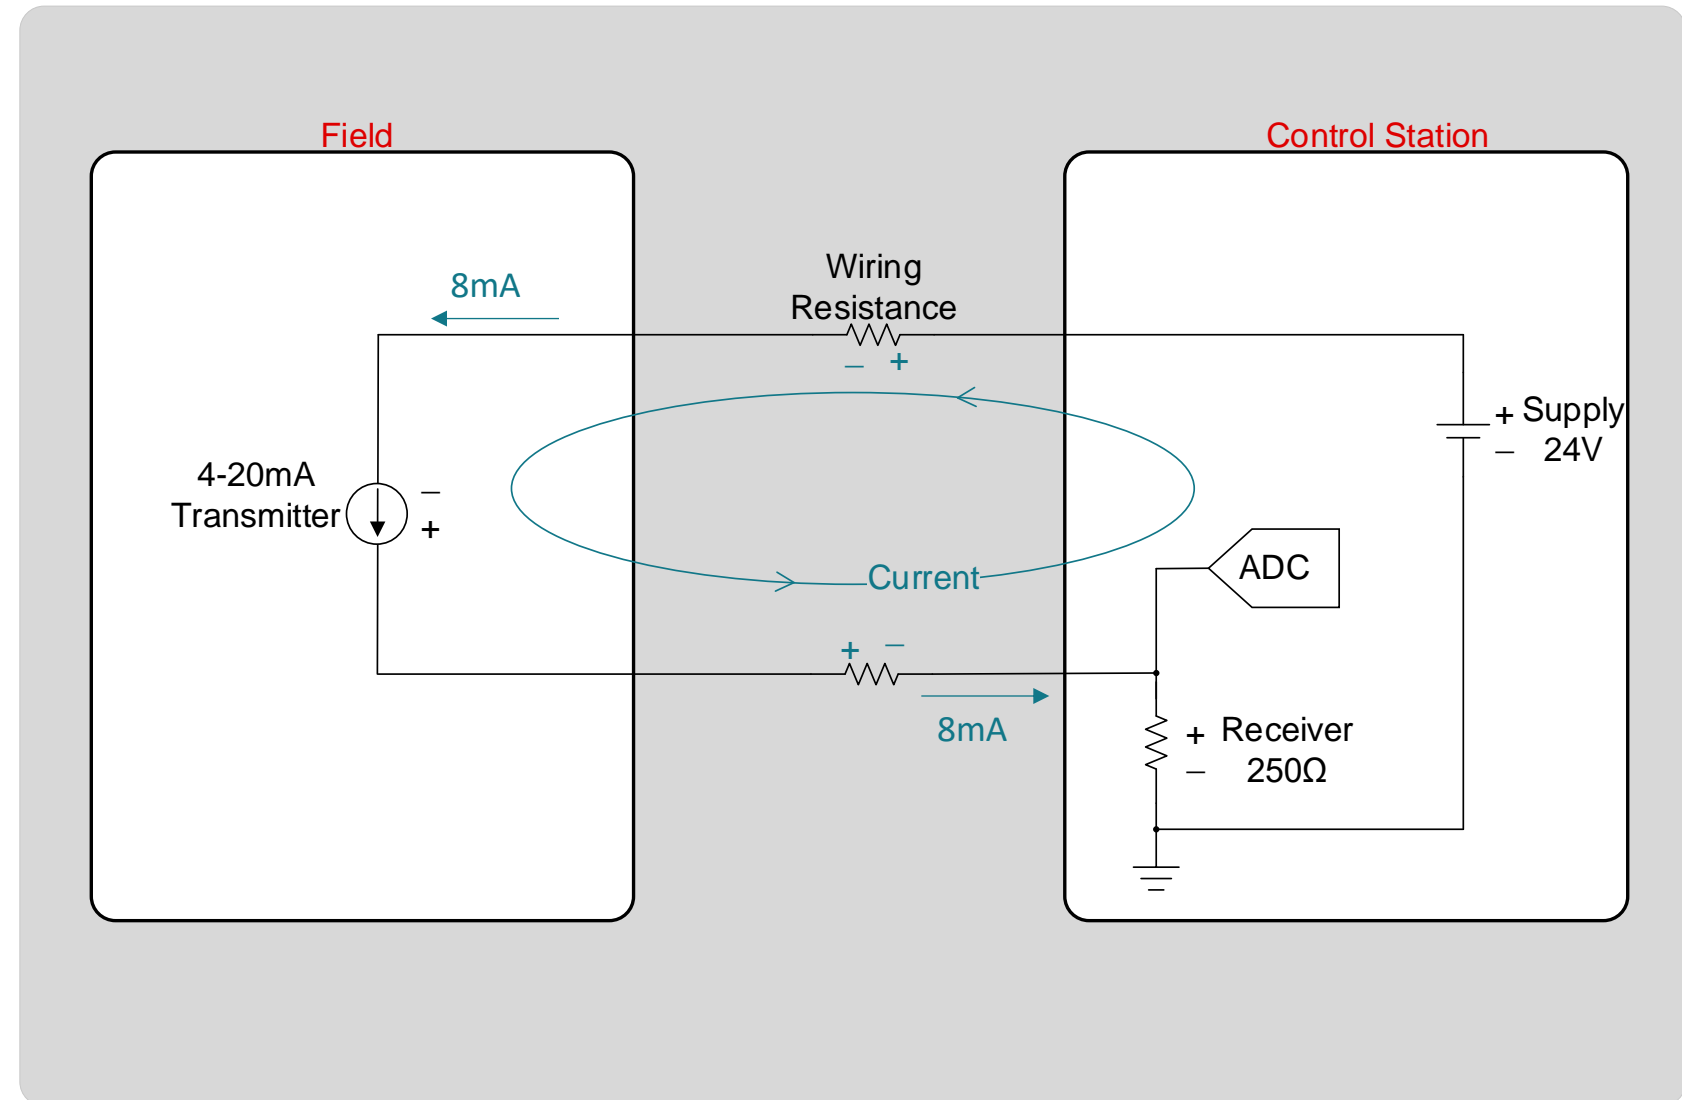 Field
Control Station
Wiring
Resistance
8mA
− +
+ Supply
− 24V
4-20mA
Transmitter
−
+
ADC
Current
+ −
8mA
+ Receiver
− 250Ω